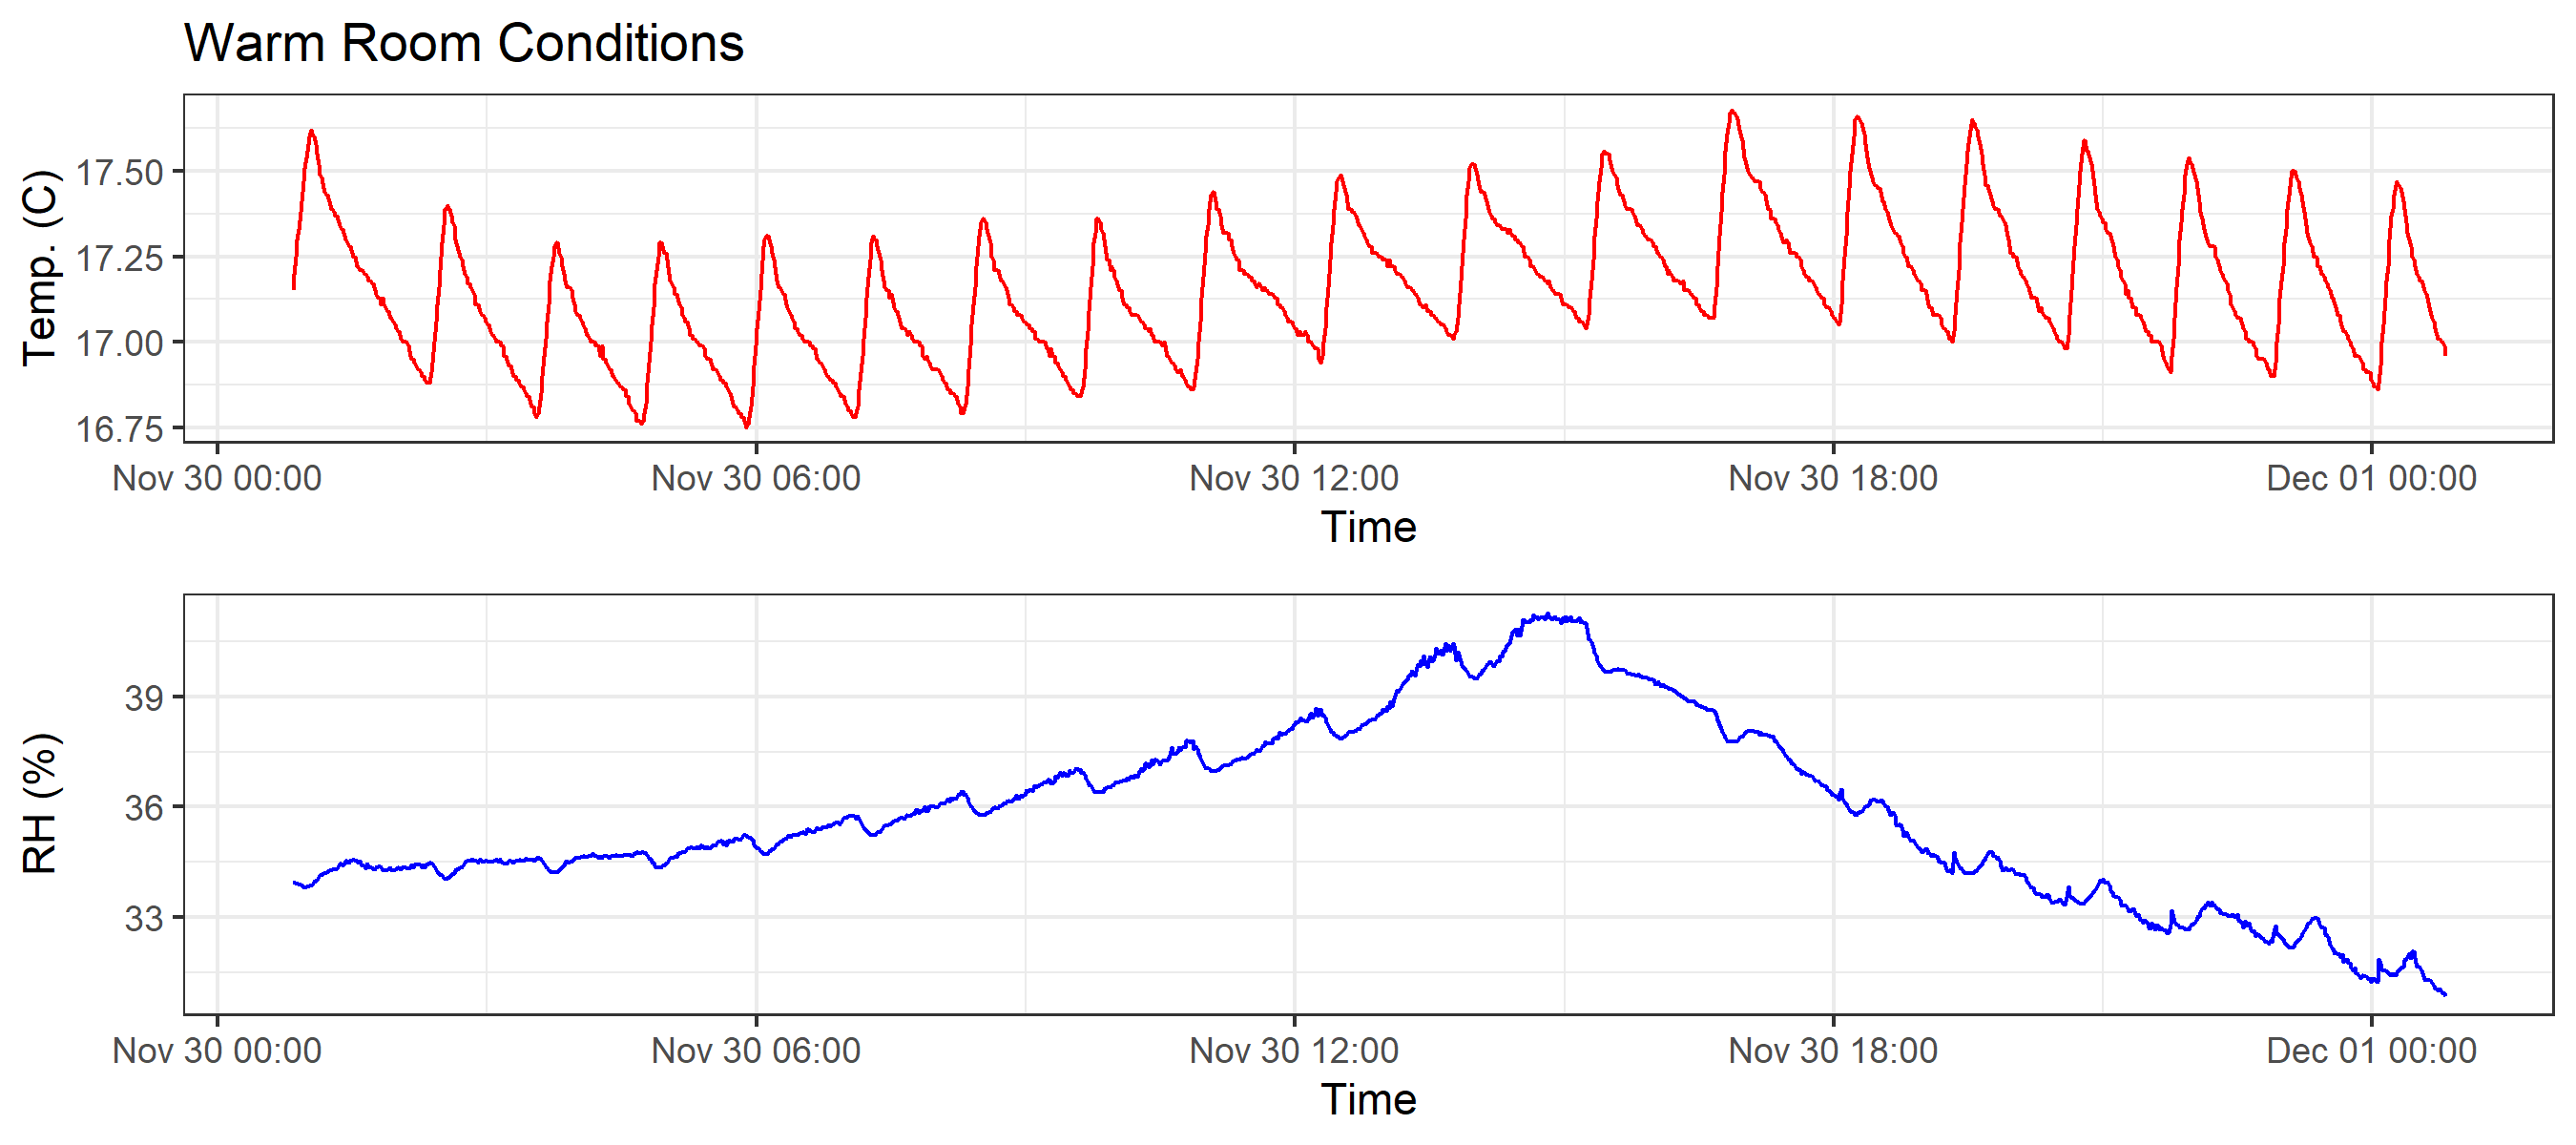 Warm Room Conditions
Temp. (C)
17.50
17.25
17.00
16.75
Nov 30 00:00 Nov 30 06:00 Nov 30 12:00 Nov 30 18:00 Dec 01 00:00
Time
RH (%)
39
36
33
Nov 30 00:00 Nov 30 06:00 Nov 30 12:00 Nov 30 18:00 Dec 01 00:00
Time